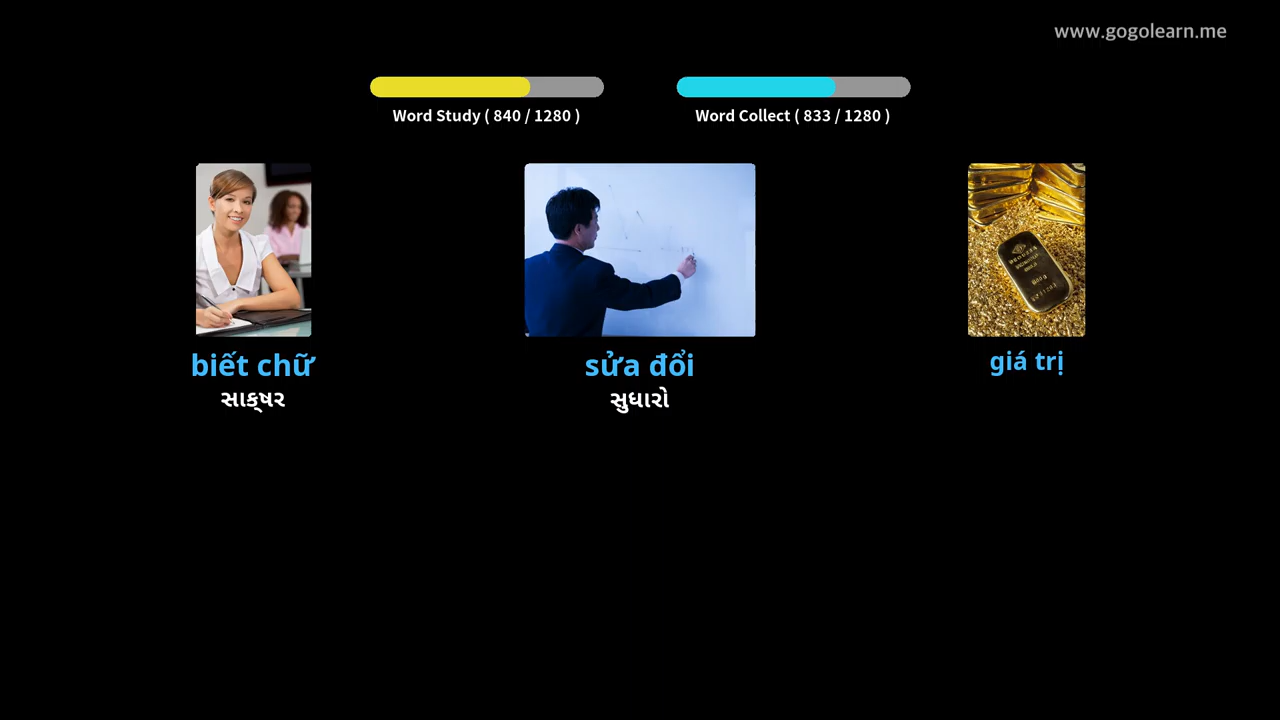 www.gogolearn.me
Word Study ( 840 / 1280 )
Word Collect ( 833 / 1280 )
biết chữ
સાક્ષર
sửa đổi
સુધારો
giá trị